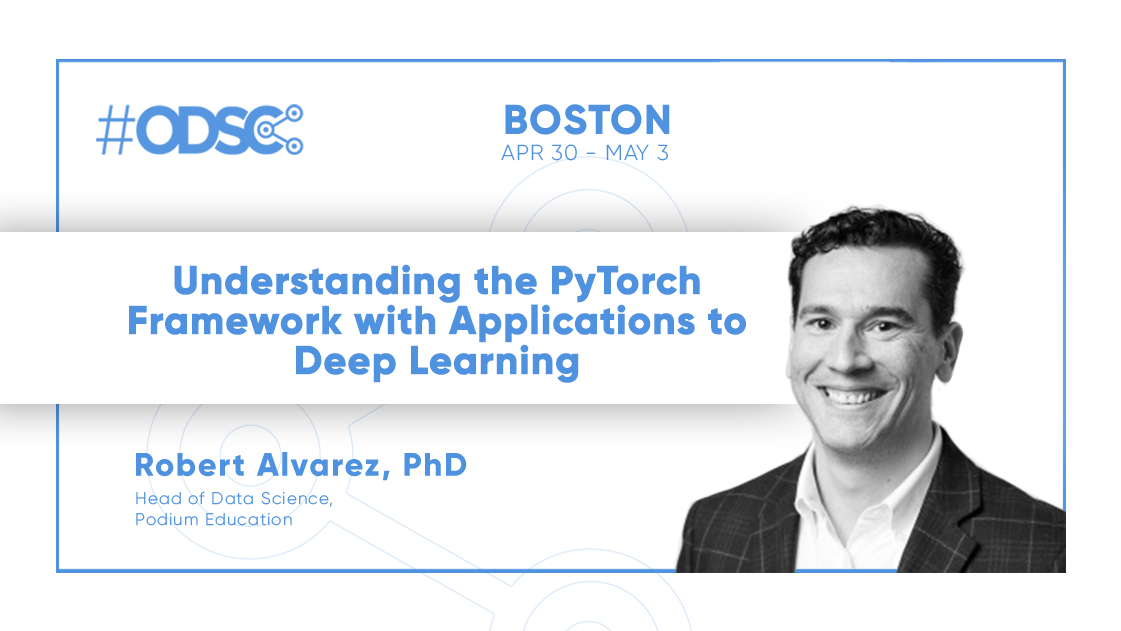 #ODSC
BOSTON
APR 30 - MAY 3
Understanding the PyTorch
Framework with Applications to
Deep Learning
Robert Alvarez, PhD
Head of Data Science,
Podium Education